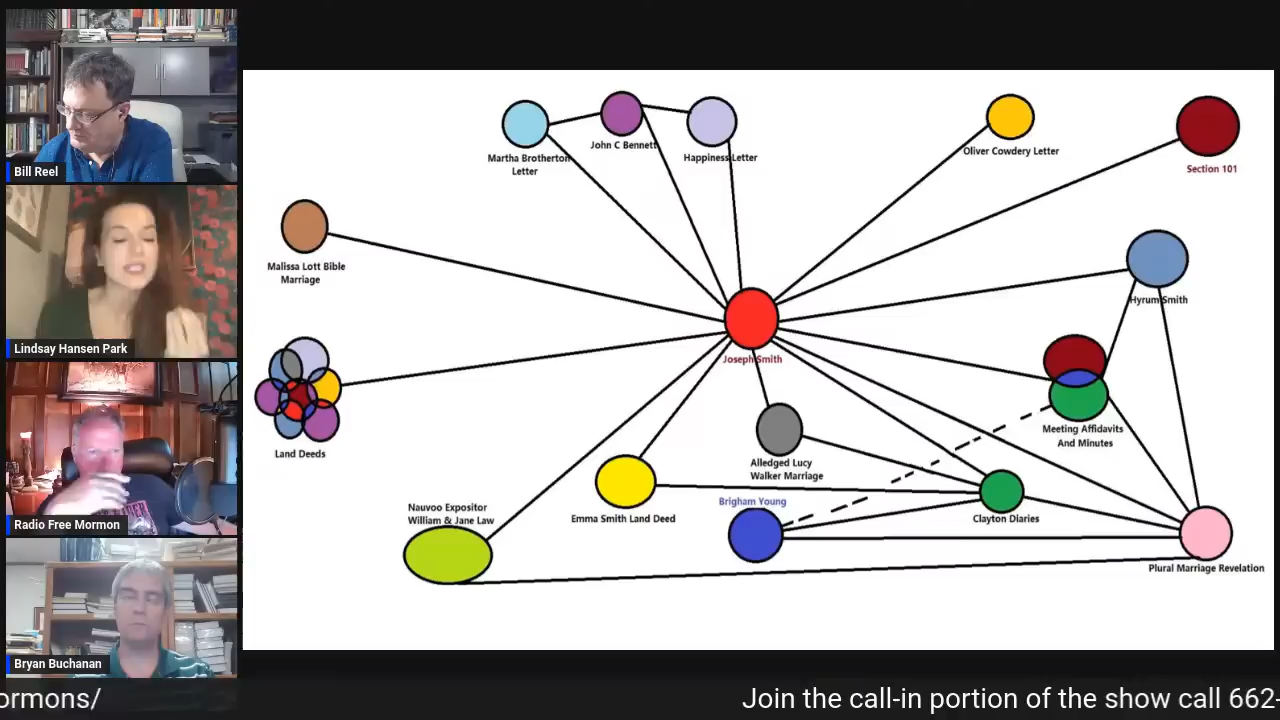 Bill Reel
Lindsay Hansen Park
Radio Free Mormon
Bryan Buchanan
Martha Brotherton
Letter
John C Bennett
Happiness Letter
Oliver Cowdery Letter
Section 101
Malissa Lott Bible
Marriage
Hyrum Smith
Joseph Smith
Land Deeds
Meeting Affidavits
And Minutes
Alledged Lucy
Walker Marriage
Nauvoo Expositor
William & Jane Law
Emma Smith Land Deed
Brigham Young
Clayton Diaries
Plural Marriage Revelation
ormons/
Join the call-in portion of the show call 662-